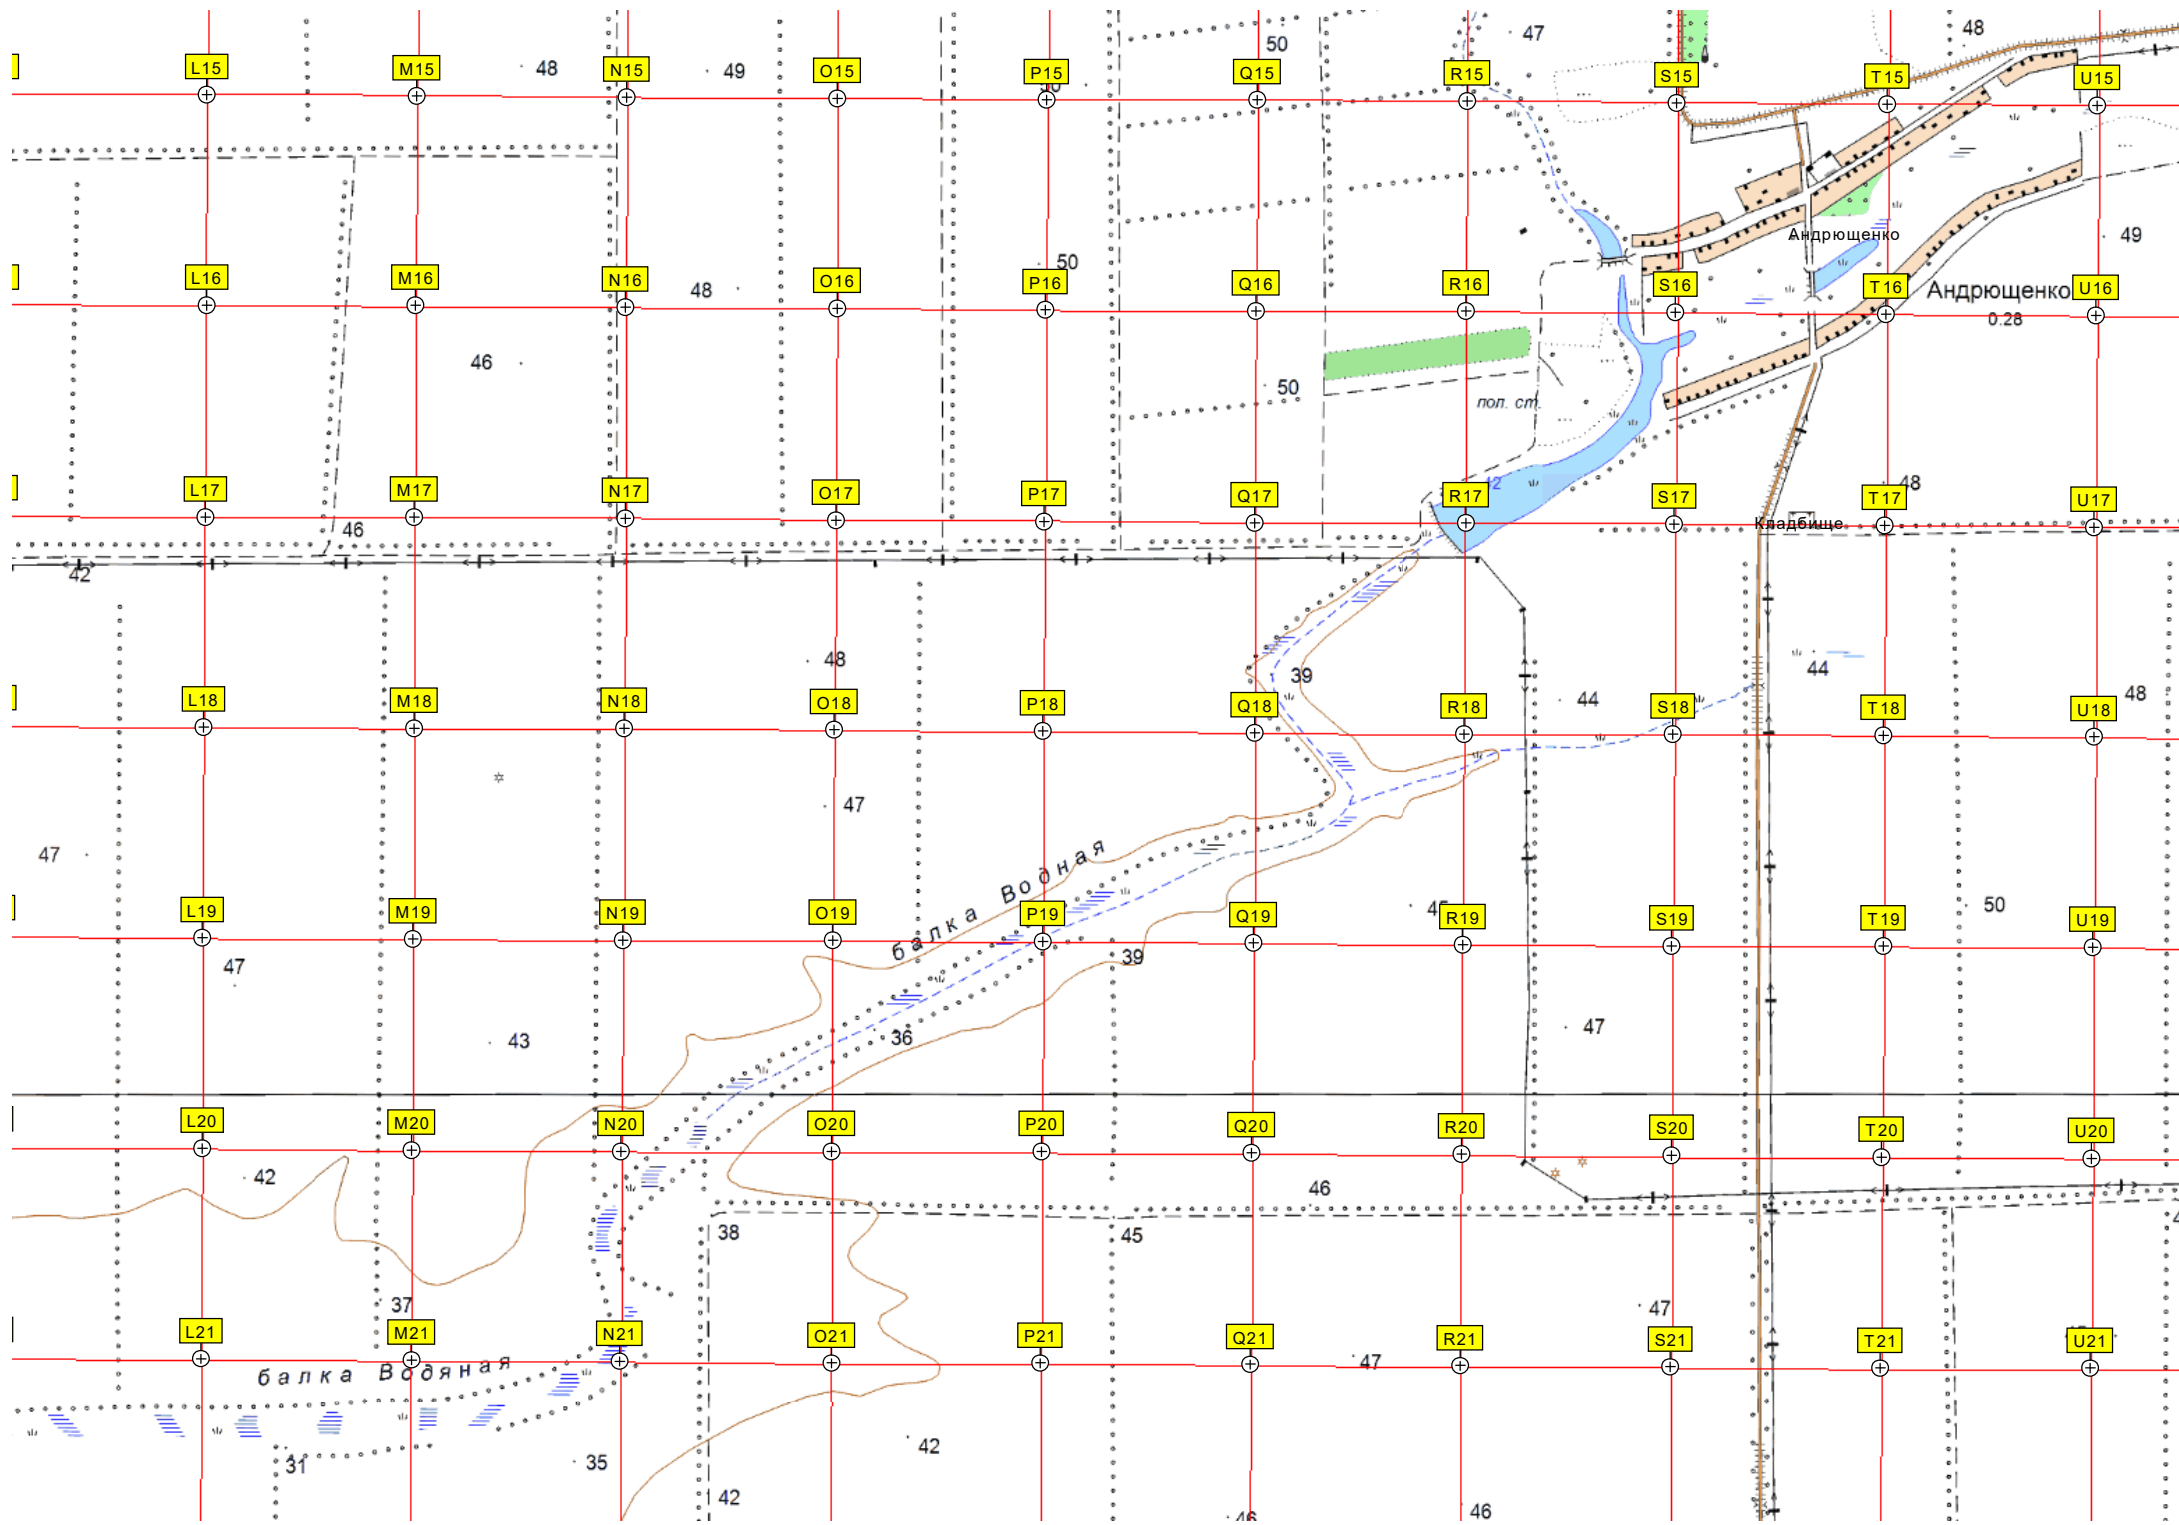 48
50
47
48
L15
M15
48
N15
49
O15
P15
Q15
R15
S15
T15
U15
Андрющенко
49
L16
M16
N16
48
O16
50
P16
Q16
R16
S16
T16
Андрющенко
U16
0.28
46
50
пол. ст.
L17
M17
N17
O17
P17
Q17
R17
S17
T17
48
U17
46
Кладбище
42
48
39
44
44
48
L18
M18
N18
O18
P18
Q18
R18
S18
T18
U18
47
47
балка Водная
L19
M19
N19
O19
P19
Q19
R19
S19
T19
50
U19
47
39
43
36
47
L20
M20
N20
O20
P20
Q20
R20
S20
T20
U20
42
46
38
45
37
47
L21
M21
N21
O21
P21
Q21
R21
S21
T21
U21
балка Водяная
47
31
35
42
42
46
46